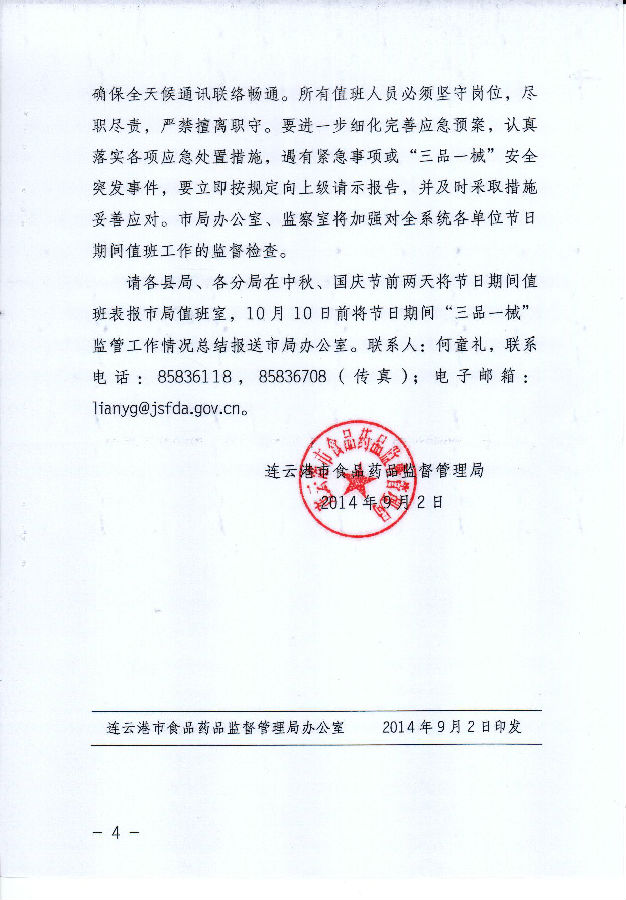 确保全天候通讯联络畅通。所有值班人员必须坚守岗位，尽
职尽责，严禁擅离职守。要进一步细化完善应急预案，认真
落实各项应急处置措施，遇有紧急事项或“三品一械”安全
突发事件，要立即按规定向上级请示报告，并及时采取措施
妥善应对。市局办公室、监察室将加强对全系统各单位节日
期间值班工作的监督检查。
请各县局、各分局在中秋、国庆节前两天将节日期间值
班表报市局值班室，10月10日前将节日期间“三品一械”
监管工作情况总结报送市局办公室。联系人：何童礼，联系
电话：85836118，85836708（传真）；电子邮箱：
lianyg@jsfda.gov.cn。
连云港市食品药品监督管理局
2014年9月2日
连云港市食品药品监督管理局
连云港市食品药品监督管理局办公室 2014年9月2日印发
- 4 -